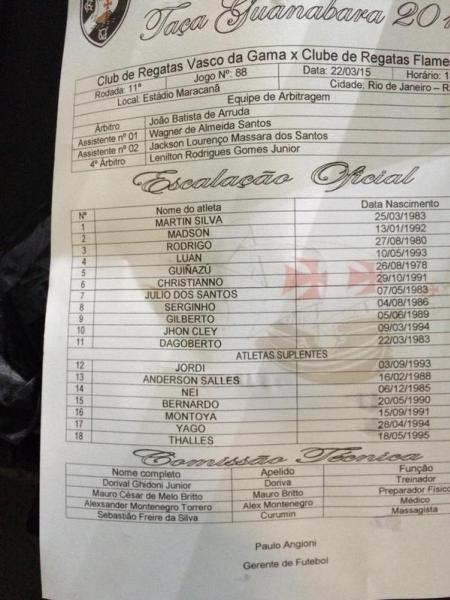 Taça Guanabara 201
Club de Regatas Vasco da Gama x Clube de Regatas Flame
Rodada: 11ª Jogo Nº: 88 Data: 22/03/15 Horário: 1
Local: Estádio Maracanã Cidade: Rio de Janeiro – R
Equipe de Arbitragem
Árbitro João Batista de Arruda
Assistente nº 01 Wagner de Almeida Santos
Assistente nº 02 Jackson Lourenço Massara dos Santos
4º Árbitro Lenilton Rodrigues Gomes Junior
Escalação Oficial
Nº Nome do atleta Data Nascimento
1 MARTIN SILVA 25/03/1983
2 MADSON 13/01/1992
3 RODRIGO 27/08/1980
4 LUAN 10/05/1993
5 GUIÑAZU 26/08/1978
6 CHRISTIANNO 29/10/1991
7 JULIO DOS SANTOS 07/05/1983
8 SERGINHO 04/08/1986
9 GILBERTO 05/06/1989
10 JHON CLEY 09/03/1994
11 DAGOBERTO 22/03/1983
ATLETAS SUPLENTES
12 JORDI 03/09/1993
13 ANDERSON SALLES 16/02/1988
14 NEI 06/12/1985
15 BERNARDO 20/05/1990
16 MONTOYA 15/09/1991
17 YAGO 28/04/1994
18 THALLES 18/05/1995
Comissão Técnica
Nome completo Apelido Função
Dorival Ghidoni Junior Doriva Treinador
Mauro César de Melo Britto Mauro Britto Preparador Físico
Alexsander Montenegro Torrero Alex Montenegro Médico
Sebastião Freire da Silva Curumin Massagista
Paulo Angioni
Gerente de Futebol